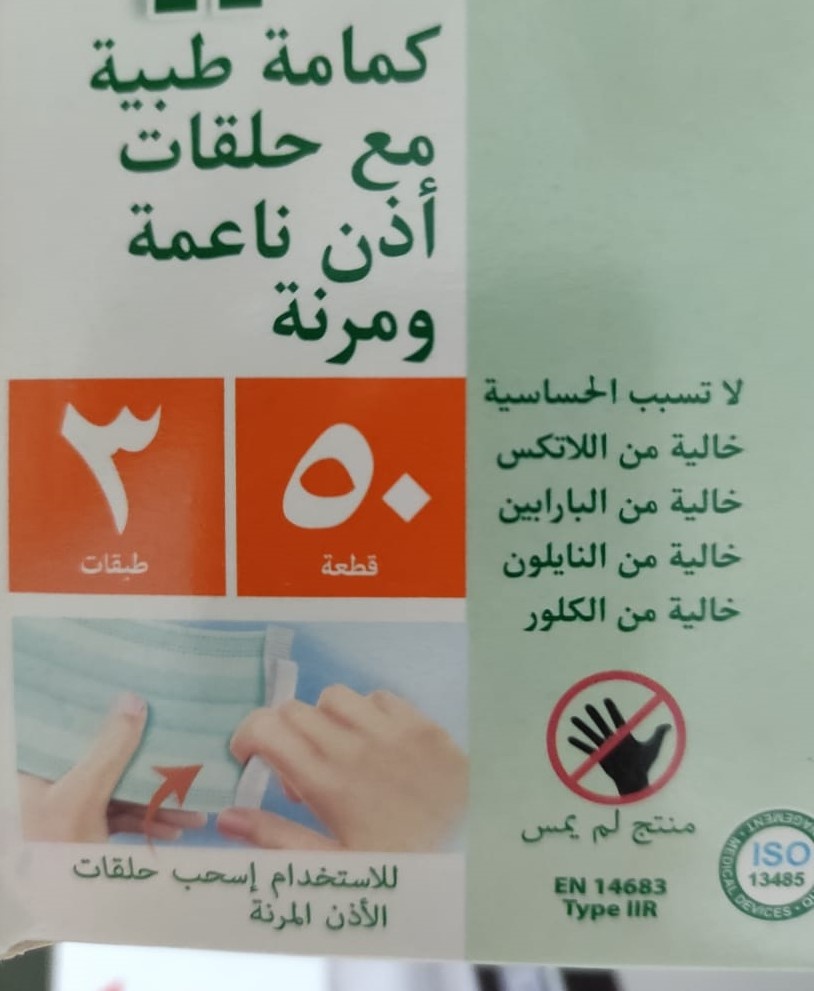 كمامة طبية
مع حلقات
أذن ناعمة
ومرنة
٥٠
قطعة
٣
طبقات
للاستخدام إسحب حلقات
الأذن المرنة
لا تسبب الحساسية
خالية من اللاتكس
خالية من البارابين
خالية من النايلون
خالية من الكلور
منتج لم يمس
EN 14683
Type IIR
ISO
13485
MEDICAL DEVICES